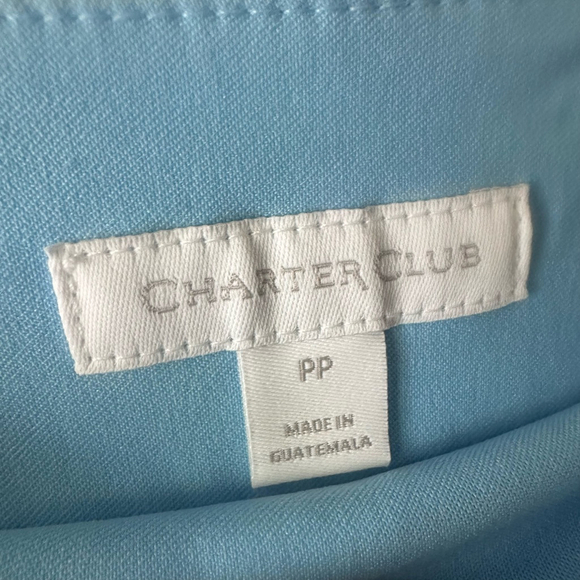 CHARTER CLUB
PP
MADE IN
GUATEMALA